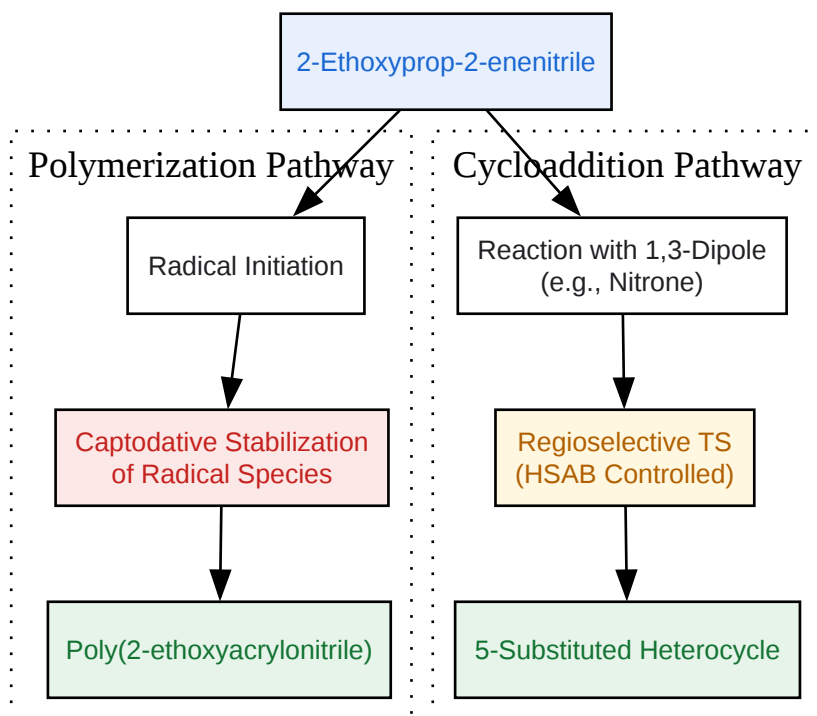 2-Ethoxyprop-2-enenitrile
Polymerization Pathway
Cycloaddition Pathway
Radical Initiation
Reaction with 1,3-Dipole
(e.g., Nitrone)
Captodative Stabilization
of Radical Species
Regioselective TS
(HSAB Controlled)
Poly(2-ethoxyacrylonitrile)
5-Substituted Heterocycle